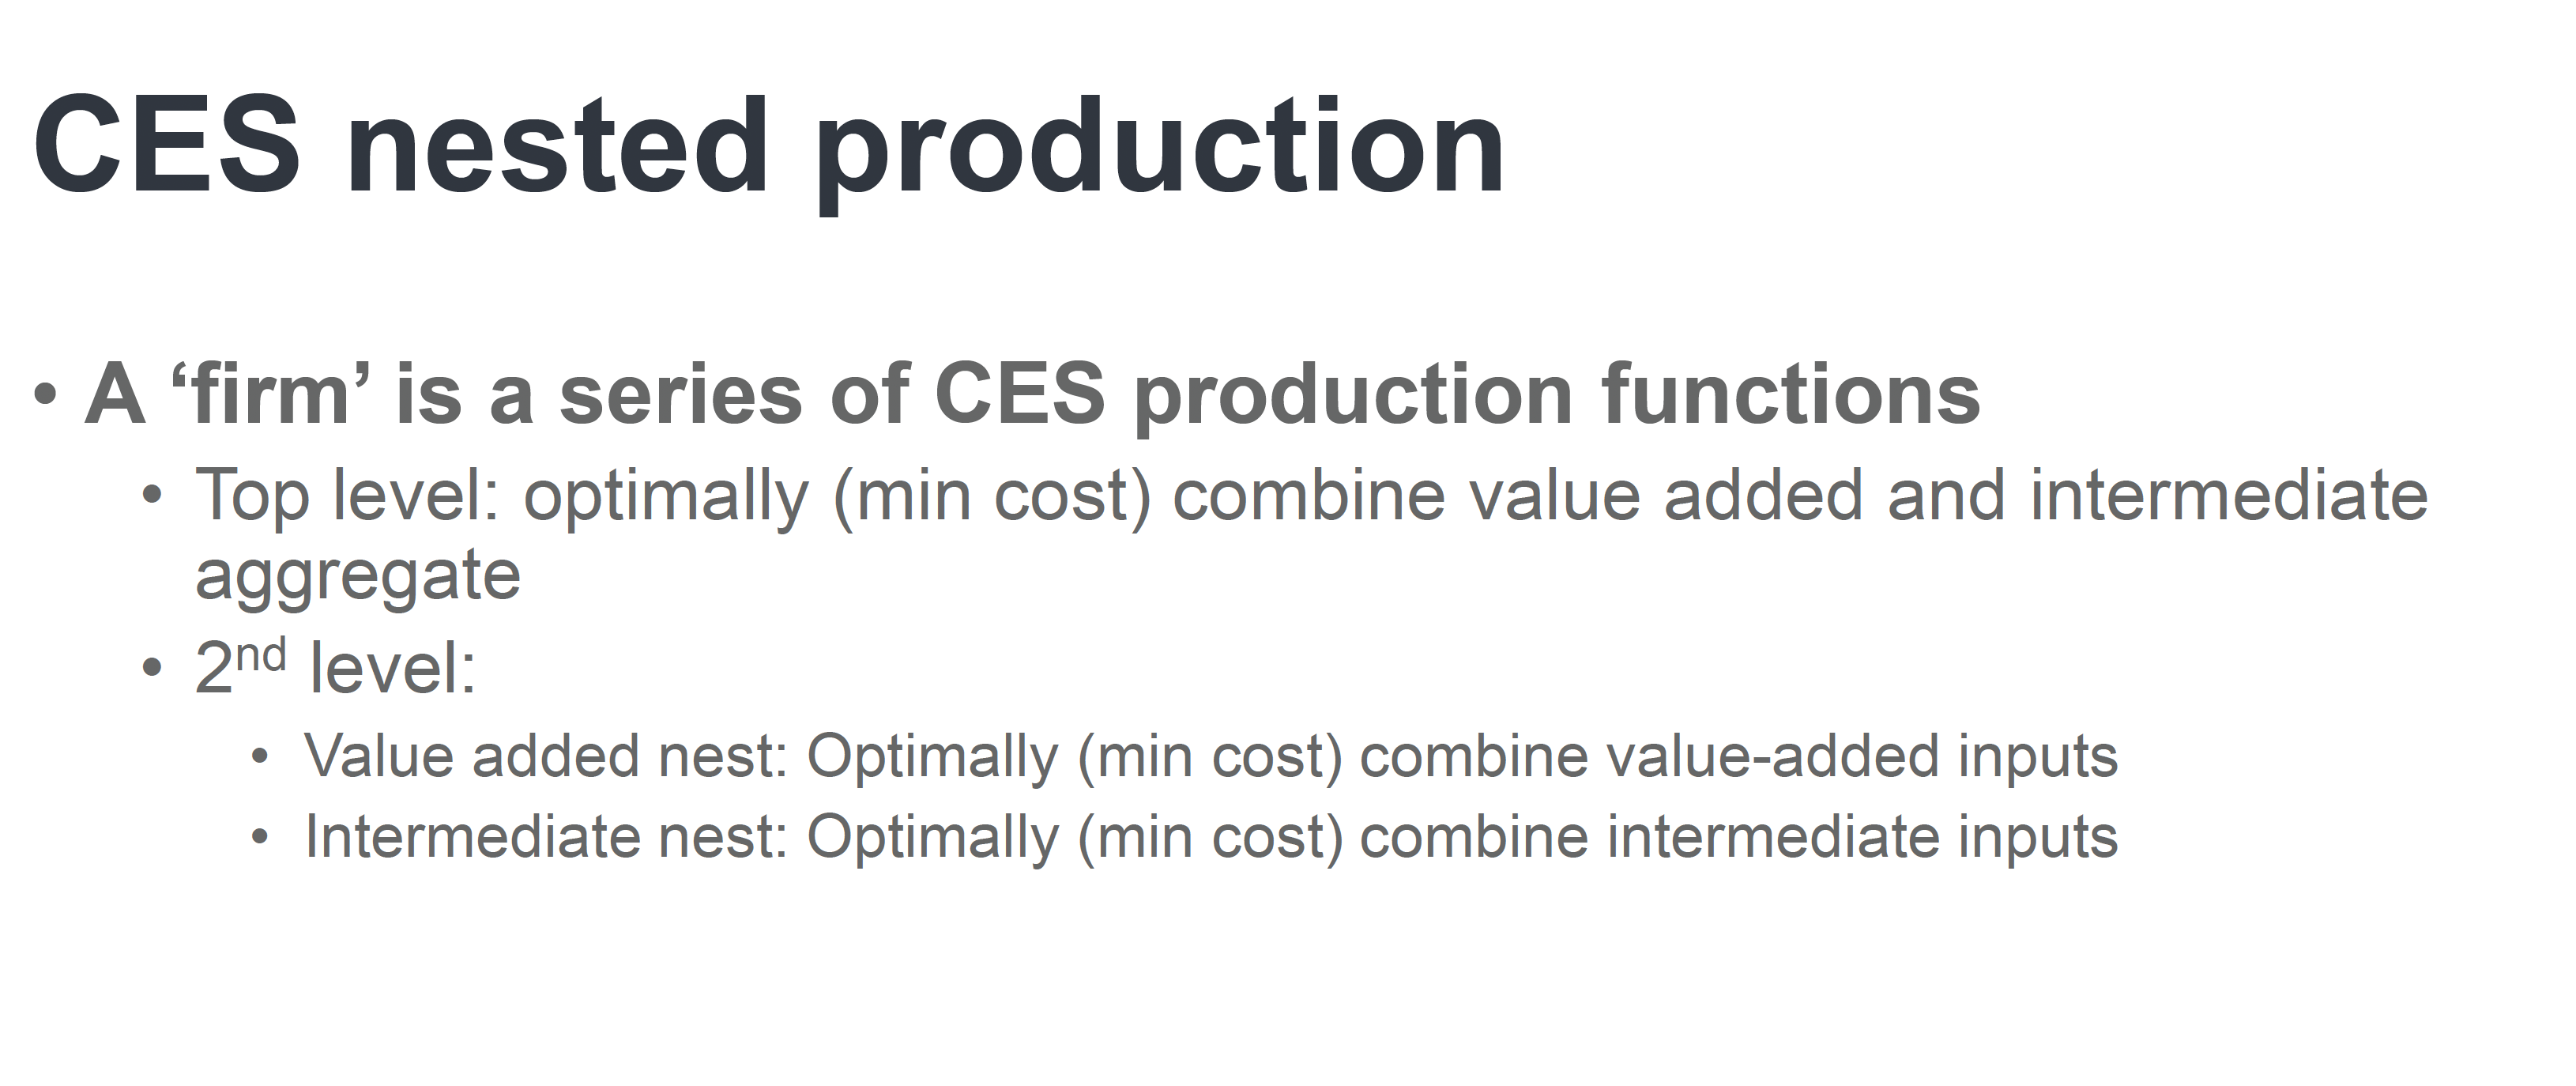 CES nested production
• A ‘firm’ is a series of CES production functions
• Top level: optimally (min cost) combine value added and intermediate
aggregate
• 2nd level:
• Value added nest: Optimally (min cost) combine value-added inputs
• Intermediate nest: Optimally (min cost) combine intermediate inputs